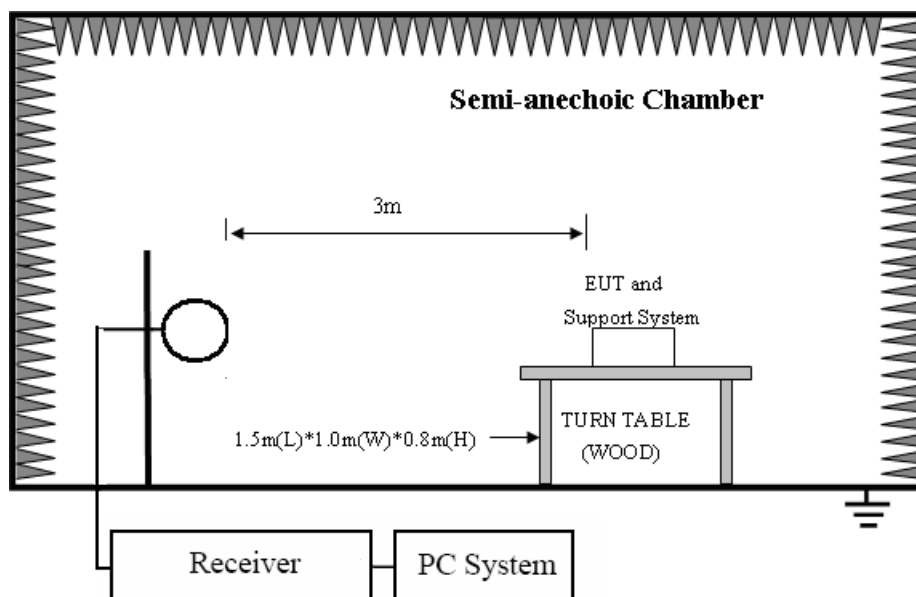 Semi-anechoic Chamber
3m
EUT and
Support System
1.5m(L)*1.0m(W)*0.8m(H)
TURN TABLE
(WOOD)
Receiver
PC System